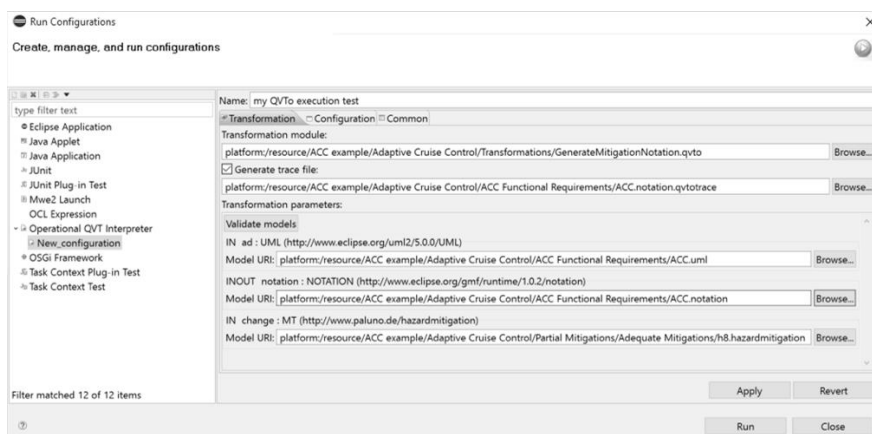 Run Configurations
Create, manage, and run configurations
type filter text
Eclipse Application
Java Applet
Java Application
JUnit
JUnit Plug-in Test
Mwe2 Launch
OCL Expression
Operational QVT Interpreter
New_configuration
OSGi Framework
Task Context Plug-in Test
Task Context Test
Filter matched 12 of 12 items
Name: my QVTo execution test
Transformation Configuration Common
Transformation module:
platform:/resource/ACC example/Adaptive Cruise Control/Transformations/GenerateMitigationNotation.qvto Browse...
Generate trace file:
platform:/resource/ACC example/Adaptive Cruise Control/ACC Functional Requirements/ACC.notation.qvtotrace Browse...
Transformation parameters:
Validate models
IN ad : UML (http://www.eclipse.org/uml2/5.0.0/UML)
Model URI: platform:/resource/ACC example/Adaptive Cruise Control/ACC Functional Requirements/ACC.uml Browse...
INOUT notation : NOTATION (http://www.eclipse.org/gmf/runtime/1.0.2/notation)
Model URI: platform:/resource/ACC example/Adaptive Cruise Control/ACC Functional Requirements/ACC.notation Browse...
IN change : MT (http://www.paluno.de/hazardmitigation)
Model URI: platform:/resource/ACC example/Adaptive Cruise Control/Partial Mitigations/Adequate Mitigations/h8.hazardmitigation Browse...
Apply Revert
Run Close